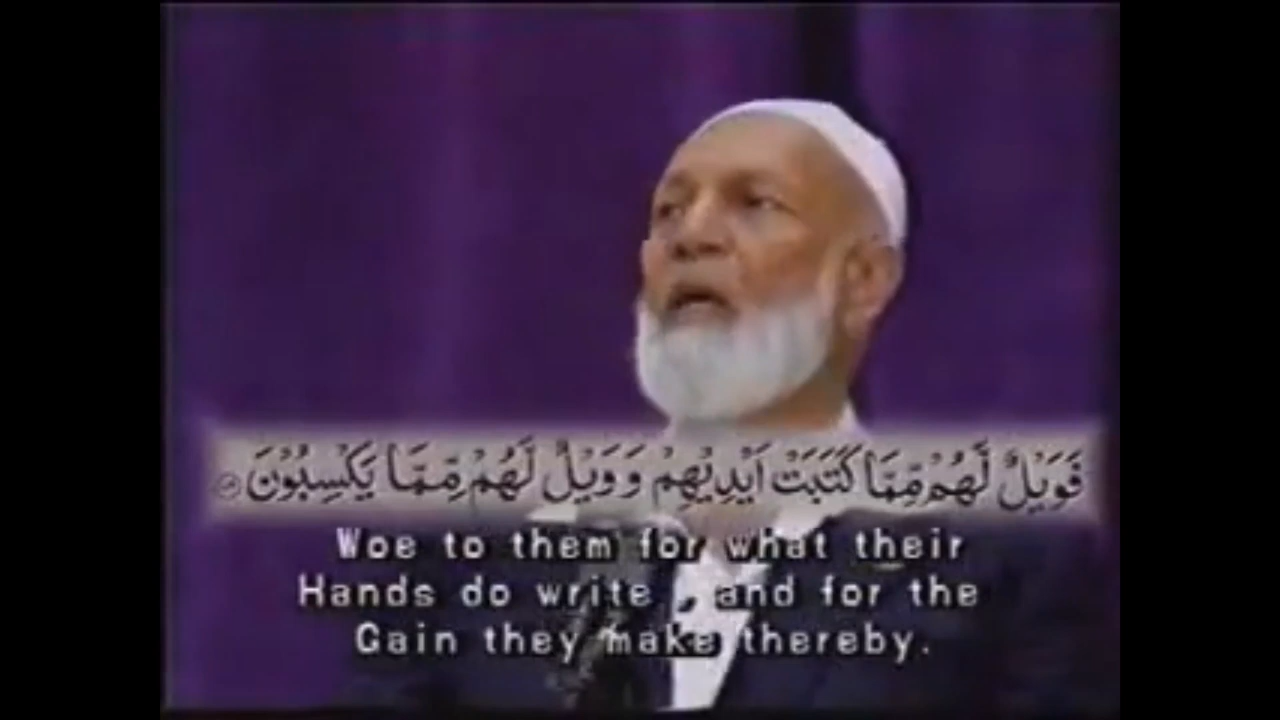 فَوَيْلٌ لَّهُمْ مِّمَّا كَتَبَتْ أَيْدِيهِمْ وَوَيْلٌ لَّهُمْ مِّمَّا يَكْسِبُونَ
Woe to them for what their
Hands do write , and for the
Gain they make thereby.